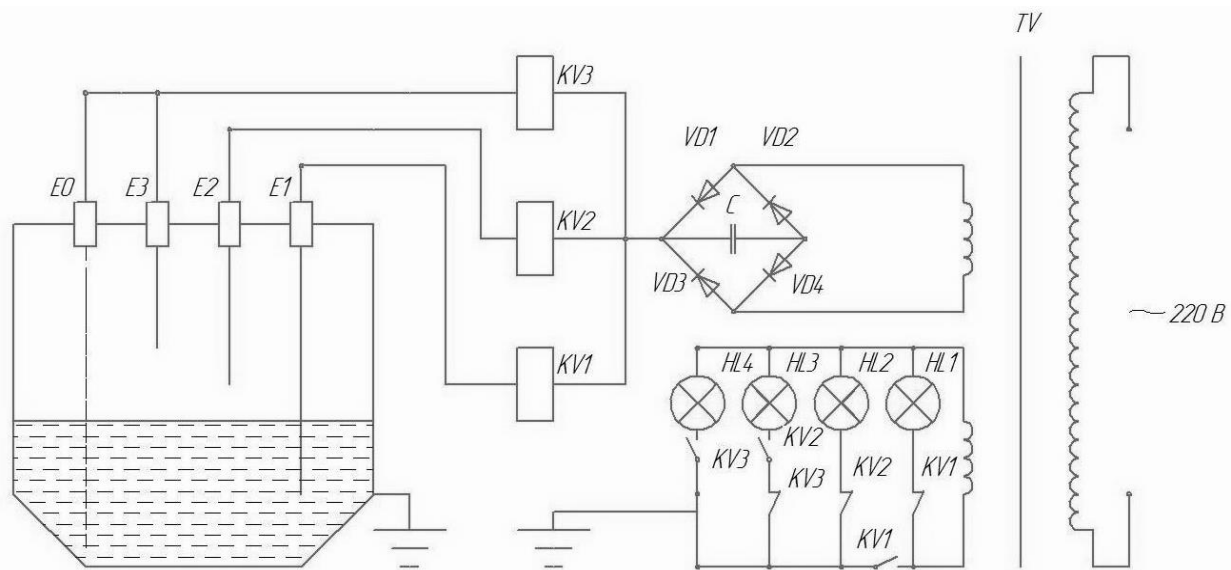 TV
KV3
VD1
VD2
E0
E3
E2
E1
C
KV2
VD3
VD4
~ 220 В
KV1
HL4
HL3
HL2
HL1
KV2
KV3
KV3
KV2
KV1
KV1